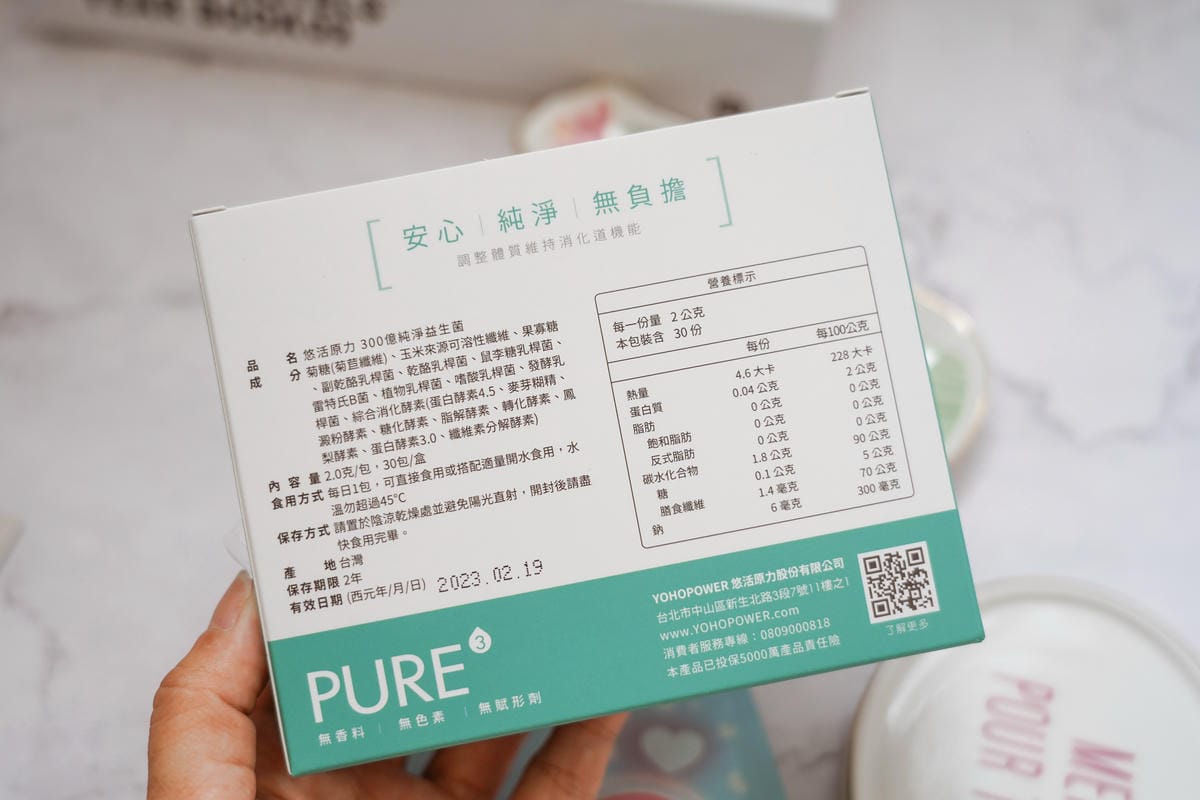 安心 | 純淨 | 無負擔
調整體質維持消化道機能
品名 悠活原力 300億純淨益生菌
成分 菊糖(菊苣纖維)、玉米來源可溶性纖維、果寡糖
、副乾酪乳桿菌、乾酪乳桿菌、鼠李糖乳桿菌、
雷特氏B菌、植物乳桿菌、嗜酸乳桿菌、發酵乳
桿菌、綜合消化酵素(蛋白酵素4.5、麥芽糊精、
澱粉酵素、糖化酵素、脂解酵素、轉化酵素、鳳
梨酵素、蛋白酵素3.0、纖維素分解酵素)
內容量 2.0克/包，30包/盒
食用方式 每日1包，可直接食用或搭配適量開水食用，水
溫勿超過45°C
保存方式 請置於陰涼乾燥處並避免陽光直射，開封後請盡
快食用完畢。
產地 台灣
保存期限 2年
有效日期 (西元年/月/日) 2023.02.19
營養標示
每一份量 2公克
本包裝含 30份
每份 每100公克
熱量 4.6大卡 228大卡
蛋白質 0.04公克 2公克
脂肪 0公克 0公克
飽和脂肪 0公克 0公克
反式脂肪 0公克 0公克
碳水化合物 1.8公克 90公克
糖 0.1公克 5公克
膳食纖維 1.4毫克 70公克
鈉 6毫克 300毫克
PURE 3
無香料 | 無色素 | 無賦形劑
YOHOPOWER 悠活原力股份有限公司
台北市中山區新生北路3段7號11樓之1
www.YOHOPOWER.com
消費者服務專線：0809000818
本產品已投保5000萬產品責任險
了解更多
POUR